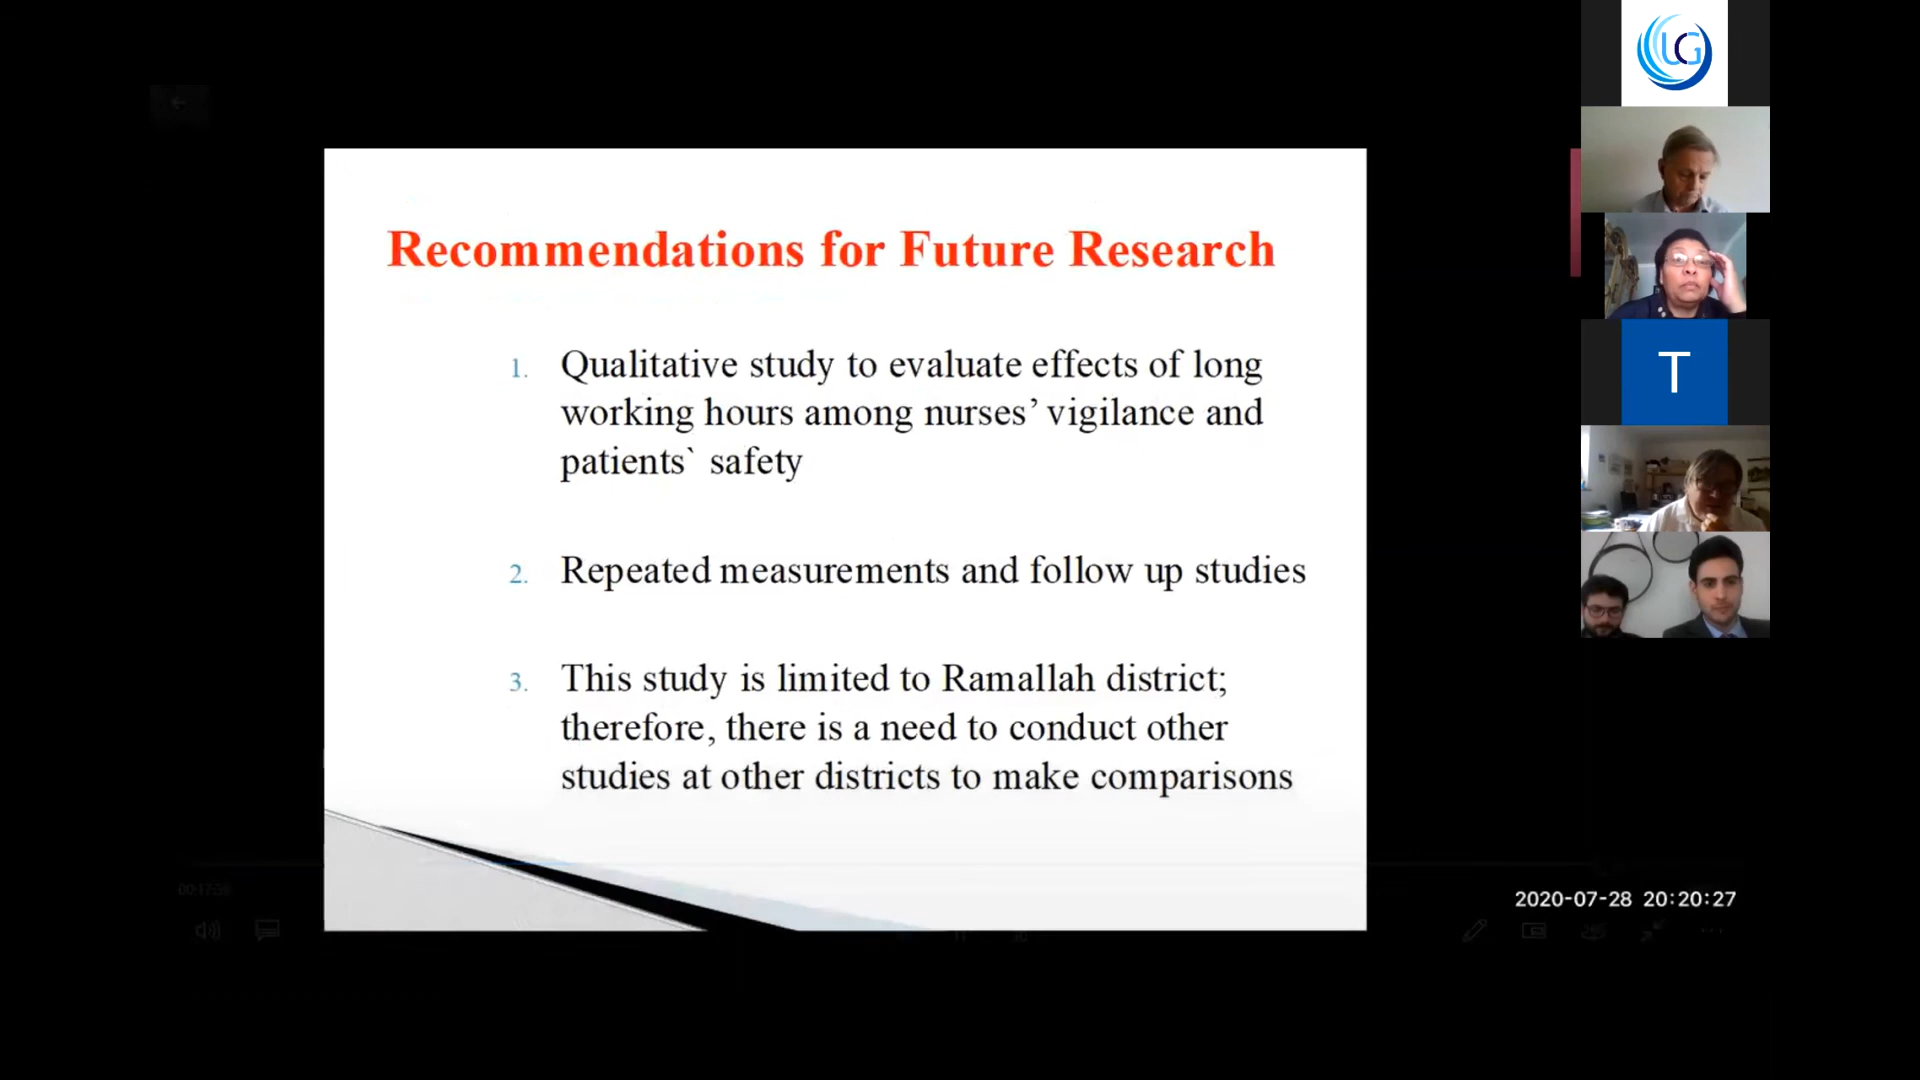 UG
Recommendations for Future Research
1. Qualitative study to evaluate effects of long
working hours among nurses’ vigilance and
patients` safety
T
2. Repeated measurements and follow up studies
3. This study is limited to Ramallah district;
therefore, there is a need to conduct other
studies at other districts to make comparisons
2020-07-28 20:20:27